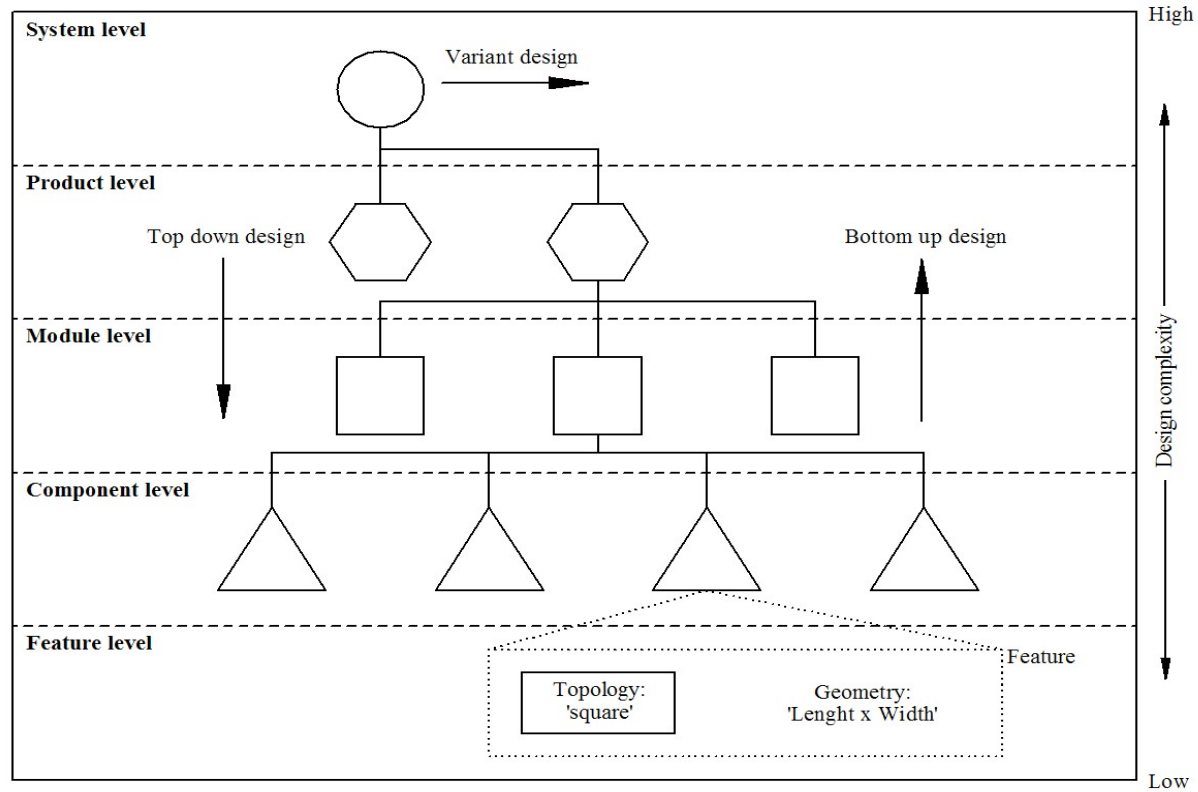 System level
High
Variant design
Product level
Top down design
Bottom up design
Module level
Design complexity
Component level
Feature level
Feature
Topology:
'square'
Geometry:
'Lenght x Width'
Low